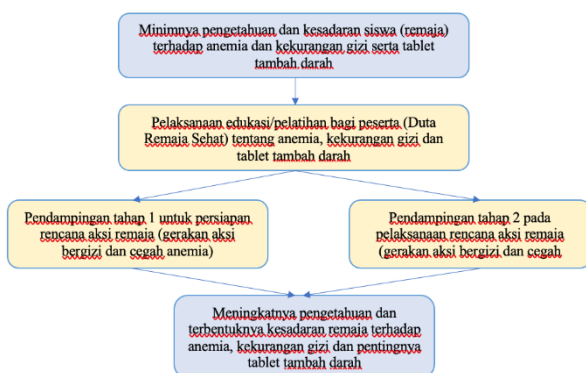 Minimnya pengetahuan dan kesadaran siswa (remaja)
terhadap anemia dan kekurangan gizi serta tablet
tambah darah
Pelaksanaan edukasi/pelatihan bagi peserta (Duta
Remaja Sehat) tentang anemia, kekurangan gizi dan
tablet tambah darah
Pendampingan tahap 1 untuk persiapan
rencana aksi remaja (gerakan aksi
bergizi dan cegah anemia)
Pendampingan tahap 2 pada
pelaksanaan rencana aksi remaja
(gerakan aksi bergizi dan cegah
Meningkatnya pengetahuan dan
terbentuknya kesadaran remaja terhadap
anemia, kekurangan gizi dan pentingnya
tablet tambah darah